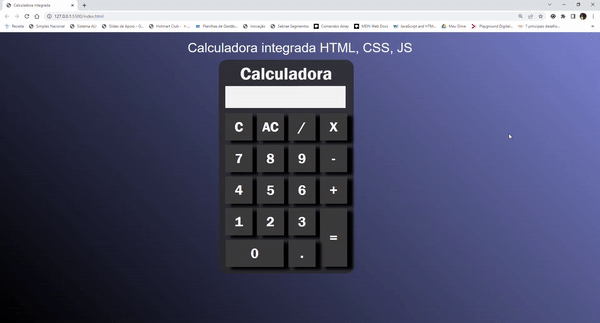 Calculadora Integrada
127.0.0.1:5500/index.html
Receita
Simples Nacional
Sistema
Slides de Apoio - G...
Hotmart Club - A...
Planilhas de Gestão...
Inovação
Sebrae Segmentos
Comandos Array
MDN Web Docs
JavaScript and HTM...
Meu Drive
Playground Digital...
7 principais desafio...
Calculadora integrada HTML, CSS, JS
Calculadora
C AC / X
7 8 9 -
4 5 6 +
1 2 3
=
0 .